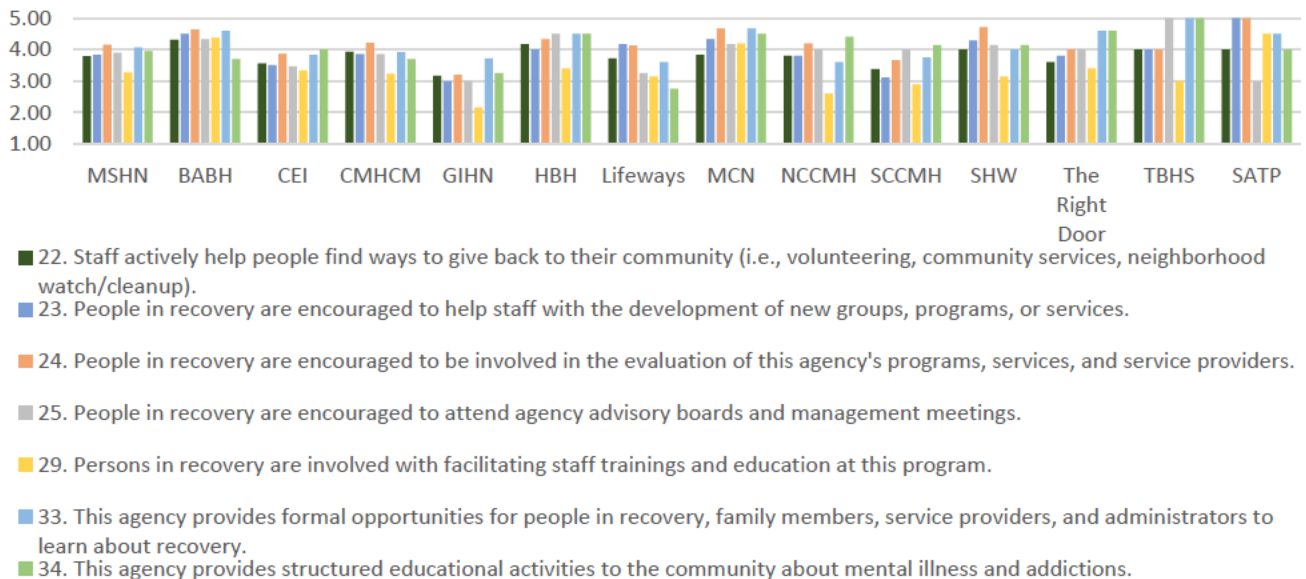 5.00
4.00
3.00
2.00
1.00
MSHN BABH CEI CMHCM GIHN HBH Lifeways MCN NCCMH SCCMH SHW The Right Door TBHS SATP
22. Staff actively help people find ways to give back to their community (i.e., volunteering, community services, neighborhood
watch/cleanup).
23. People in recovery are encouraged to help staff with the development of new groups, programs, or services.
24. People in recovery are encouraged to be involved in the evaluation of this agency's programs, services, and service providers.
25. People in recovery are encouraged to attend agency advisory boards and management meetings.
29. Persons in recovery are involved with facilitating staff trainings and education at this program.
33. This agency provides formal opportunities for people in recovery, family members, service providers, and administrators to
learn about recovery.
34. This agency provides structured educational activities to the community about mental illness and addictions.